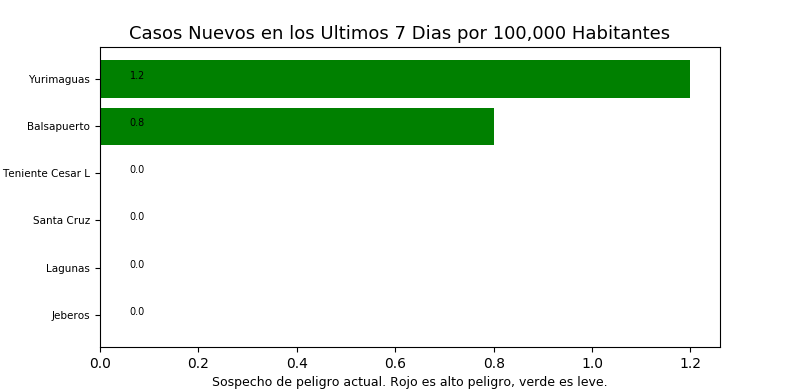 Casos Nuevos en los Ultimos 7 Dias por 100,000 Habitantes
Yurimaguas 1.2
Balsapuerto 0.8
Teniente Cesar L 0.0
Santa Cruz 0.0
Lagunas 0.0
Jeberos 0.0
0.0 0.2 0.4 0.6 0.8 1.0 1.2
Sospecho de peligro actual. Rojo es alto peligro, verde es leve.